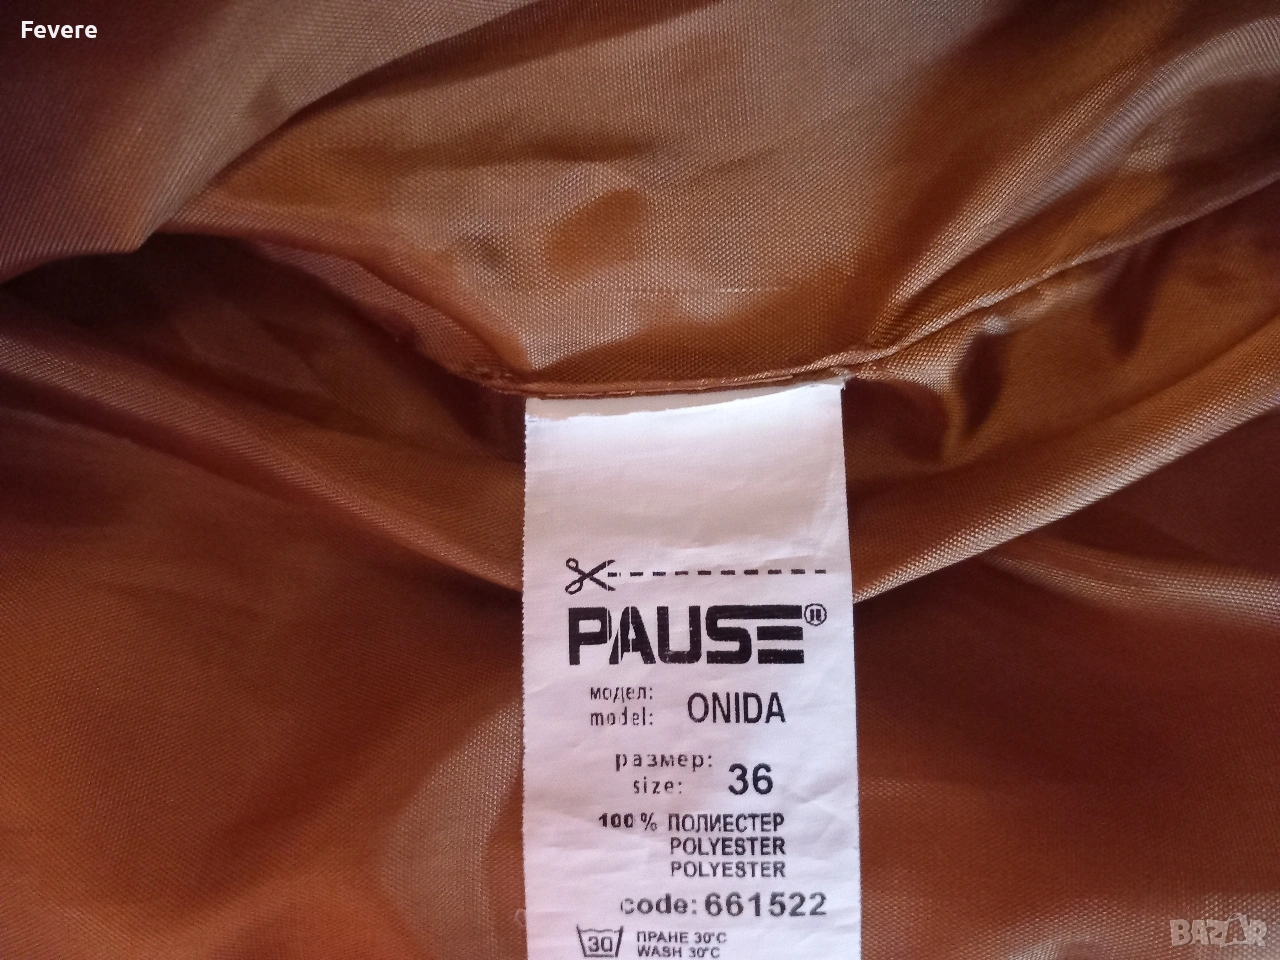 Fevere
PAUSE®
модел:
model: ONIDA
размер:
size: 36
100 % ПОЛИЕСТЕР
POLYESTER
POLYESTER
code: 661522
30 ПРАНЕ 30°C
WASH 30°C
BAZAR